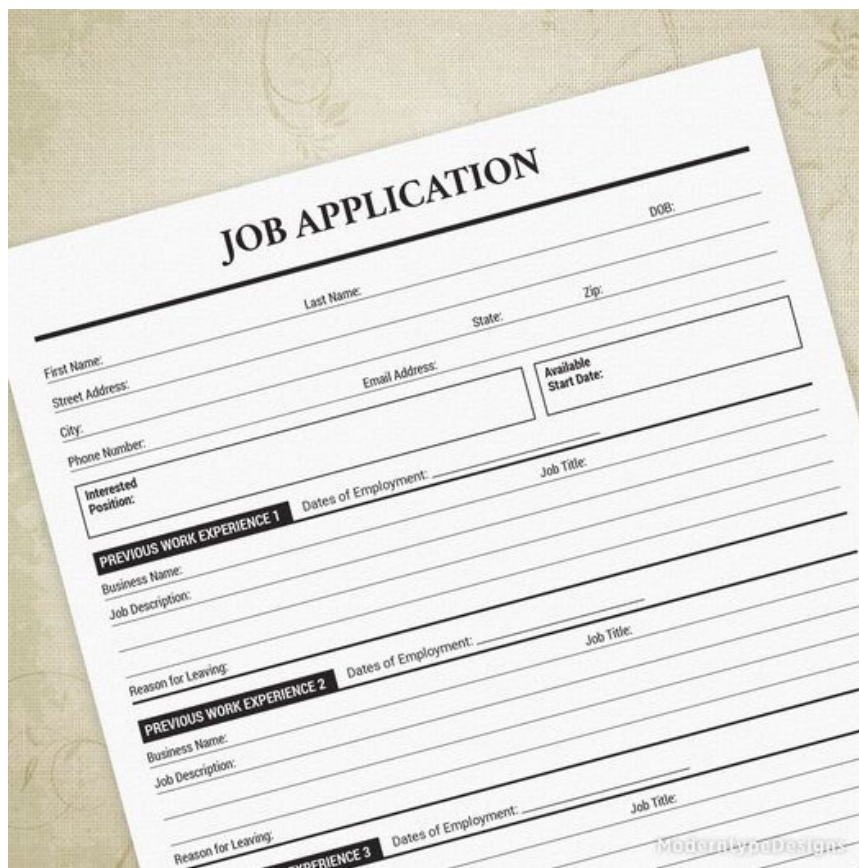 JOB APPLICATION
First Name: Last Name: DOB:
Street Address:
City: State: Zip:
Phone Number: Email Address:
Interested Position: Available Start Date:
PREVIOUS WORK EXPERIENCE 1 Dates of Employment:
Business Name: Job Title:
Job Description:
Reason for Leaving:
PREVIOUS WORK EXPERIENCE 2 Dates of Employment:
Business Name: Job Title:
Job Description:
Reason for Leaving:
EXPERIENCE 3 Dates of Employment:
Job Title:
ModernTypeDesigns